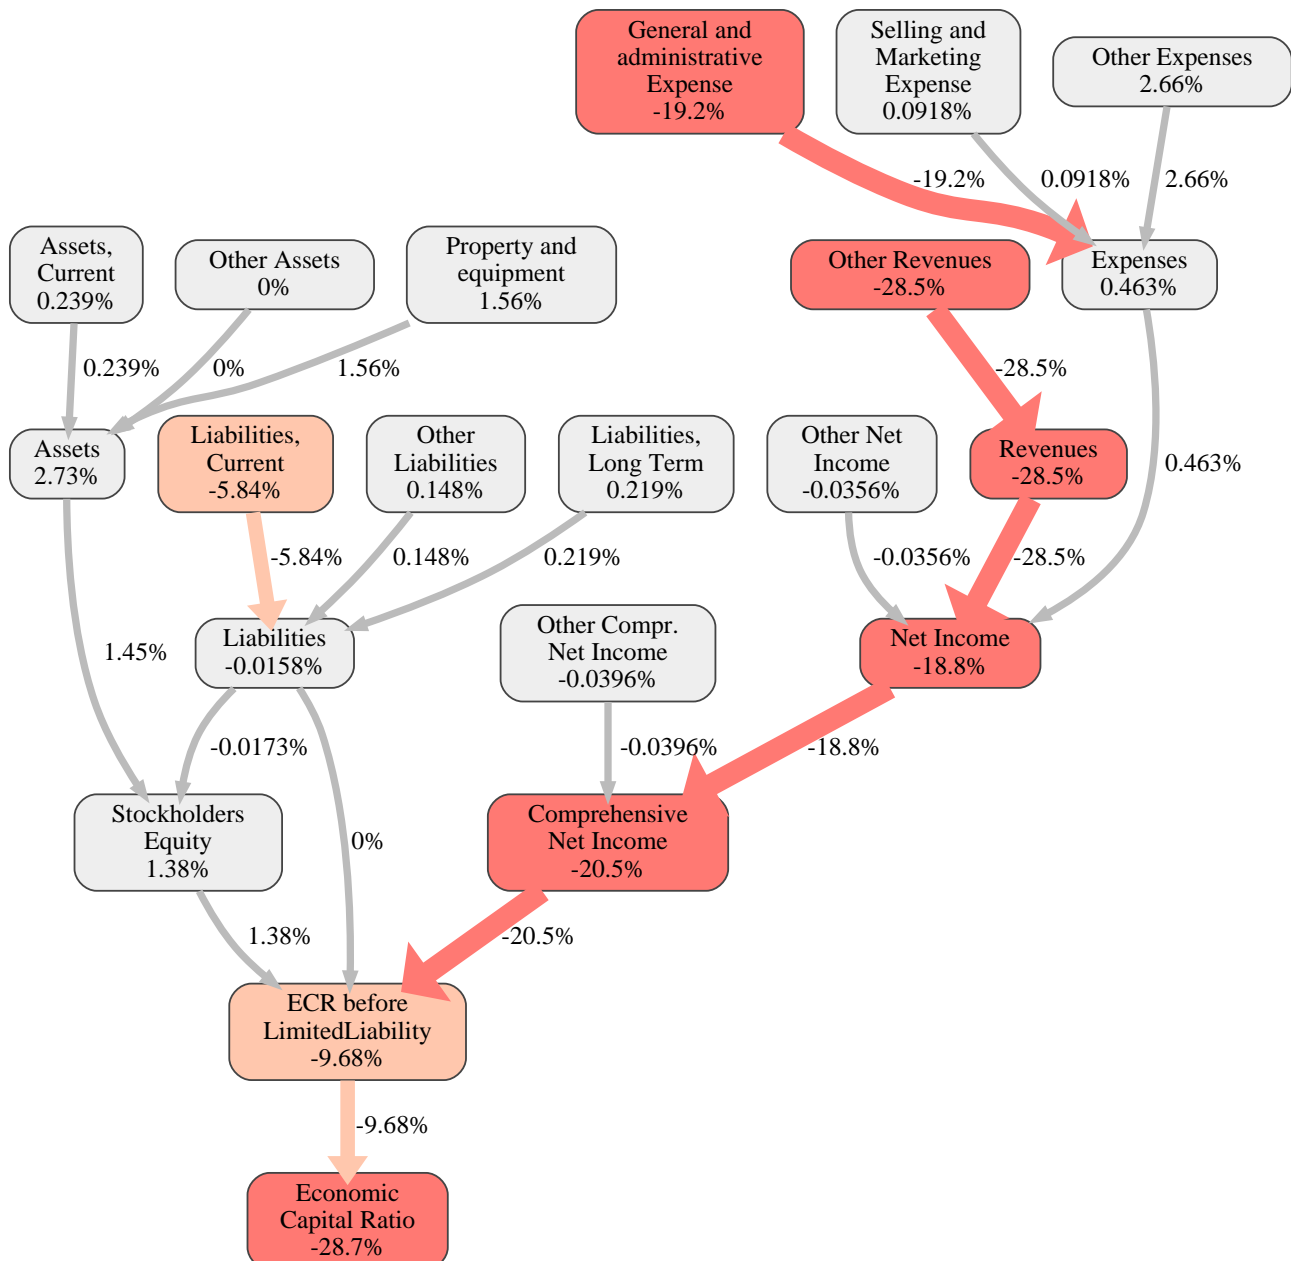 General and
administrative
Expense
-19.2%
Selling and
Marketing
Expense
0.0918%
Other Expenses
2.66%
-19.2%
0.0918%
2.66%
Assets,
Current
0.239%
Other Assets
0%
Property and
equipment
1.56%
Other Revenues
-28.5%
Expenses
0.463%
0.239%
0%
1.56%
-28.5%
Assets
2.73%
Liabilities,
Current
-5.84%
Other
Liabilities
0.148%
Liabilities,
Long Term
0.219%
Other Net
Income
-0.0356%
Revenues
-28.5%
0.463%
-5.84%
0.148%
0.219%
-0.0356%
-28.5%
Liabilities
-0.0158%
Other Compr.
Net Income
-0.0396%
Net Income
-18.8%
1.45%
-0.0173%
-0.0396%
-18.8%
Stockholders
Equity
1.38%
0%
Comprehensive
Net Income
-20.5%
1.38%
-20.5%
ECR before
LimitedLiability
-9.68%
-9.68%
Economic
Capital Ratio
-28.7%